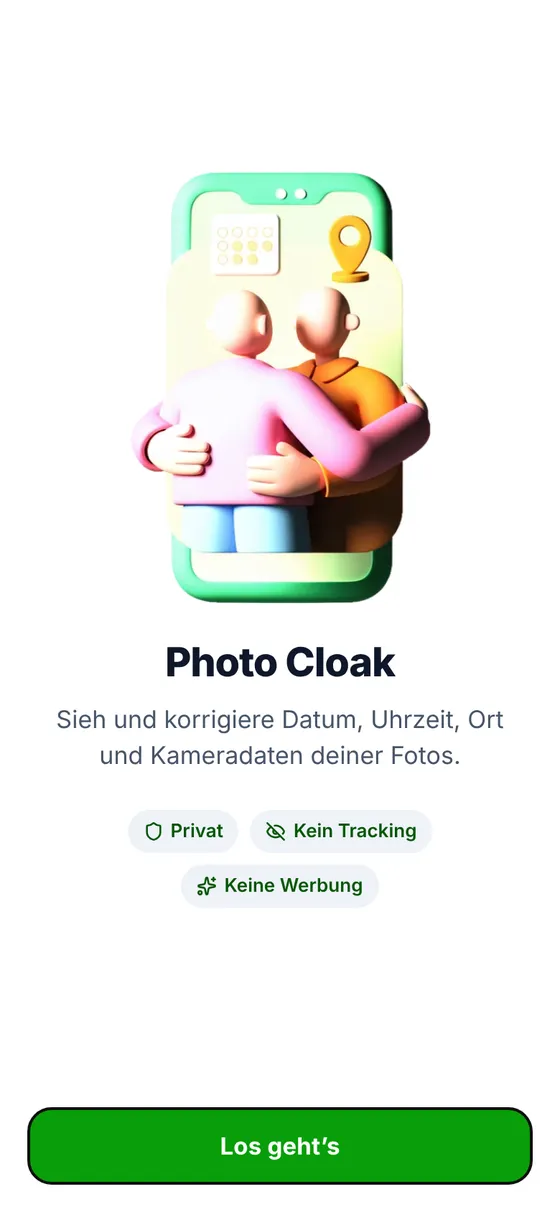 Photo Cloak
Sieh und korrigiere Datum, Uhrzeit, Ort
und Kameradaten deiner Fotos.
Privat
Kein Tracking
Keine Werbung
Los geht’s